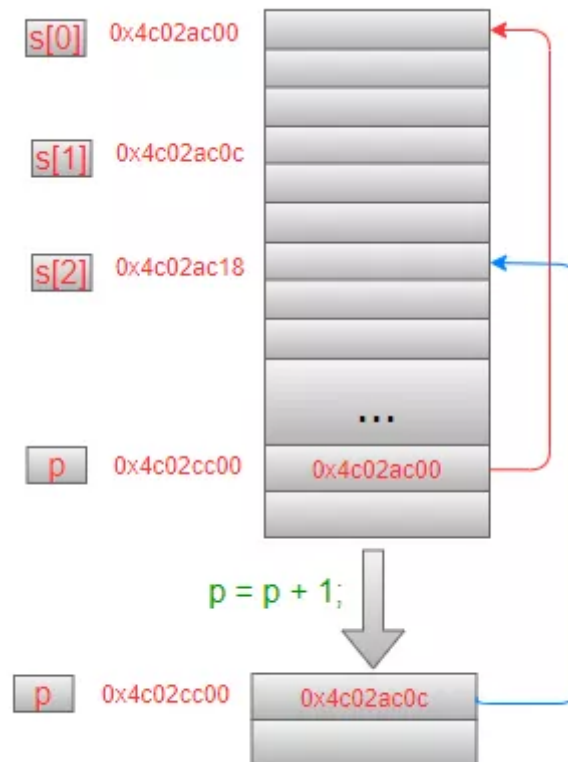 s[0] 0x4c02ac00
s[1] 0x4c02ac0c
s[2] 0x4c02ac18
...
p 0x4c02cc00 0x4c02ac00
p = p + 1;
p 0x4c02cc00 0x4c02ac0c